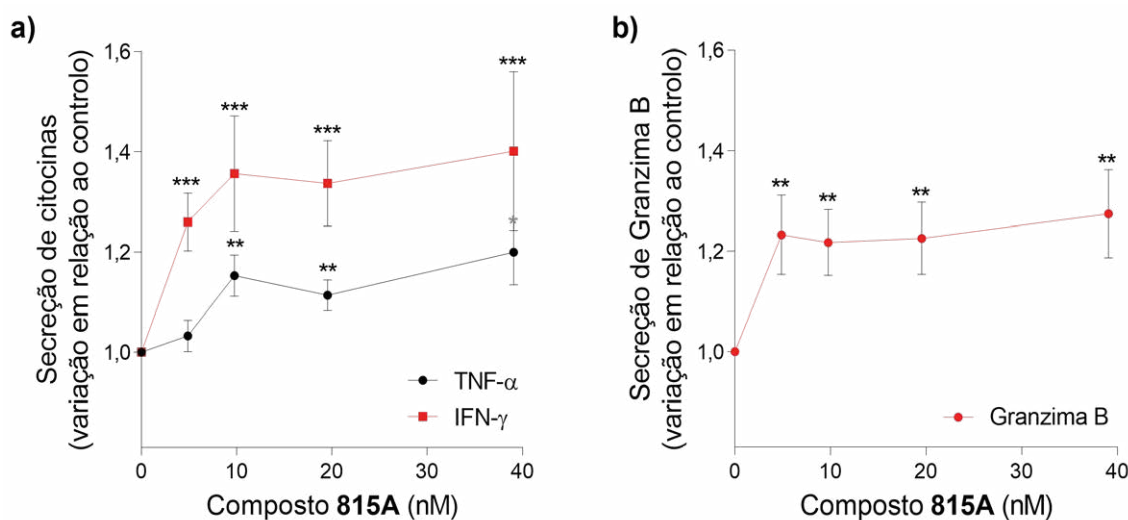 a)
Secreção de citocinas
(variação em relação ao controlo)
1,6
1,4
1,2
1,0
***
***
***
***
**
**
*
TNF-α
IFN-γ
0
10
20
30
40
Composto 815A (nM)
b)
Secreção de Granzima B
(variação em relação ao controlo)
1,6
1,4
1,2
1,0
**
**
**
**
Granzima B
0
10
20
30
40
Composto 815A (nM)